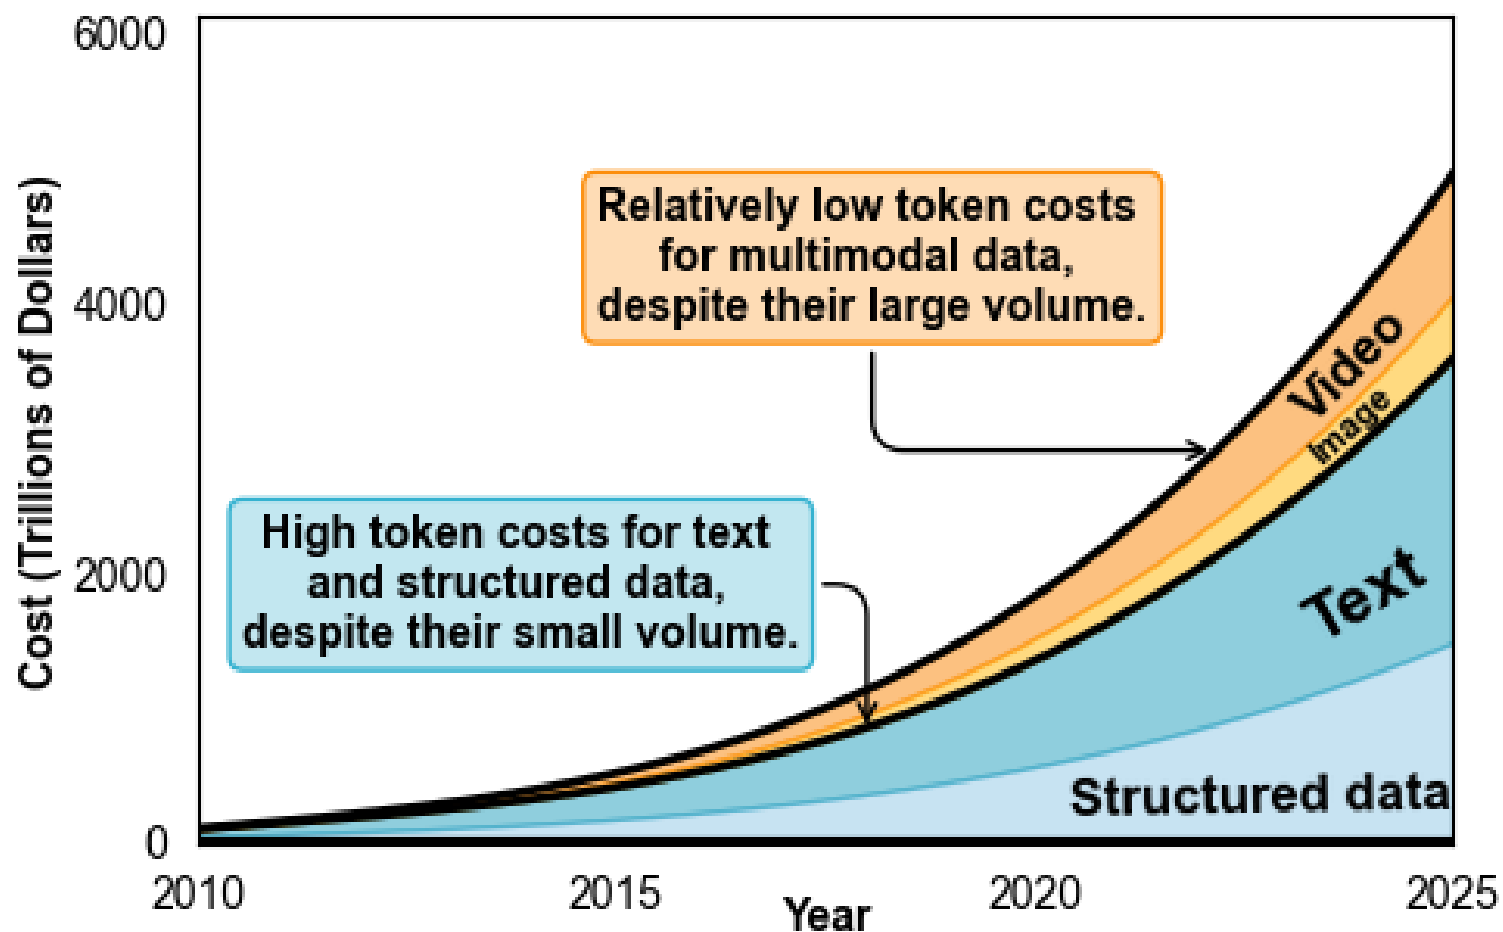 6000
4000
2000
0
Cost (Trillions of Dollars)
Relatively low token costs
for multimodal data,
despite their large volume.
High token costs for text
and structured data,
despite their small volume.
Video
Image
Text
Structured data
2010
2015
2020
2025
Year